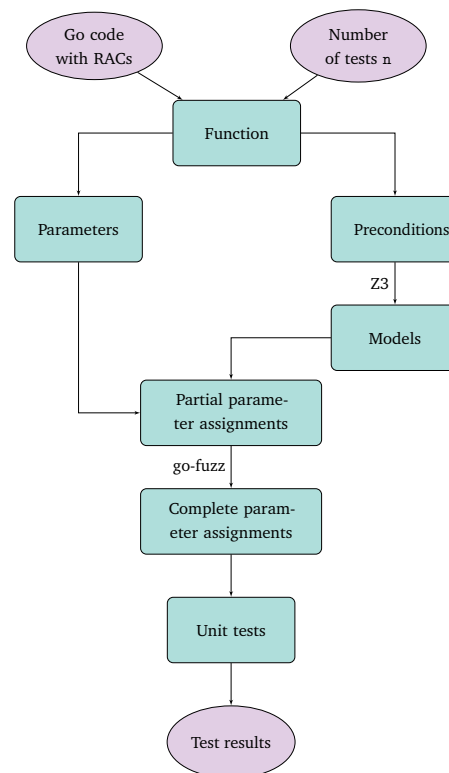 Go code
with RACs
Number
of tests n
Function
Parameters
Preconditions
Z3
Models
Partial parame-
ter assignments
go-fuzz
Complete param-
eter assignments
Unit tests
Test results